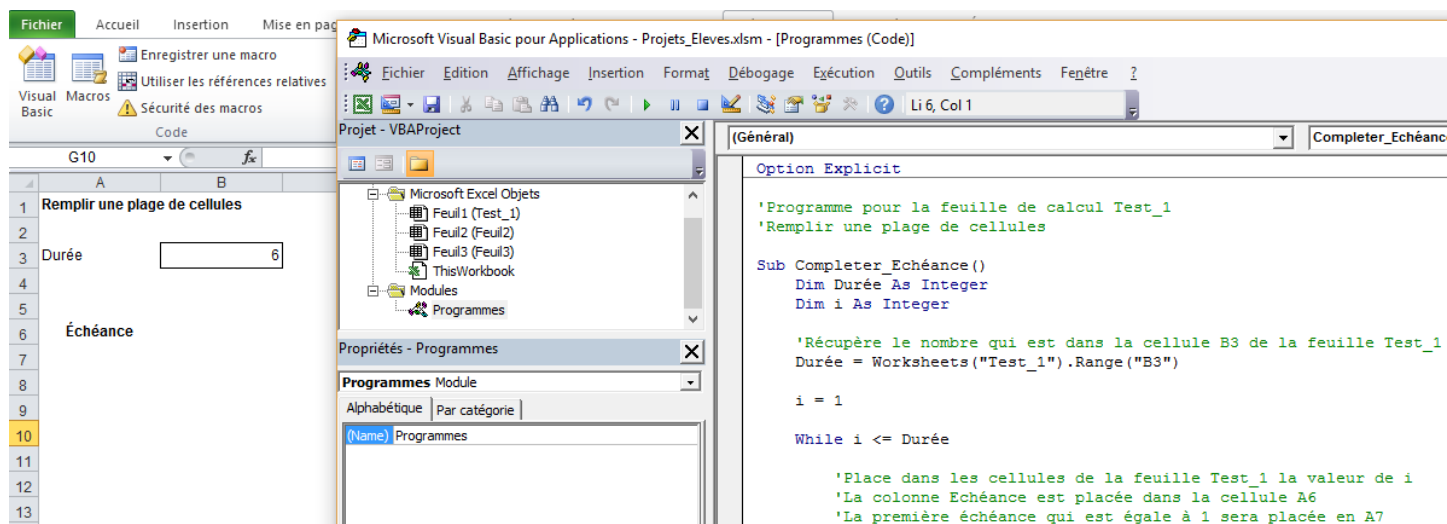 Fichier Accueil Insertion Mise en pag
Visual Basic
Macros
Enregistrer une macro
Utiliser les références relatives
Sécurité des macros
Code
G10 fx
A B
1 Remplir une plage de cellules
2
3 Durée 6
4
5
6 Échéance
7
8
9
10
11
12
13
Microsoft Visual Basic pour Applications - Projets_Eleves.xlsm - [Programmes (Code)]
Fichier Edition Affichage Insertion Format Débogage Exécution Outils Compléments Fenêtre ?
Li 6, Col 1
Projet - VBAProject
Microsoft Excel Objets
Feuil1 (Test_1)
Feuil2 (Feuil2)
Feuil3 (Feuil3)
ThisWorkbook
Modules
Programmes
Propriétés - Programmes
Programmes Module
Alphabétique Par catégorie
(Name) Programmes
(Général) Completer_Echéanc
Option Explicit
'Programme pour la feuille de calcul Test_1
'Remplir une plage de cellules
Sub Completer_Echéance()
Dim Durée As Integer
Dim i As Integer
'Récupère le nombre qui est dans la cellule B3 de la feuille Test_1
Durée = Worksheets("Test_1").Range("B3")
i = 1
While i <= Durée
'Place dans les cellules de la feuille Test_1 la valeur de i
'La colonne Echéance est placée dans la cellule A6
'La première échéance qui est égale à 1 sera placée en A7